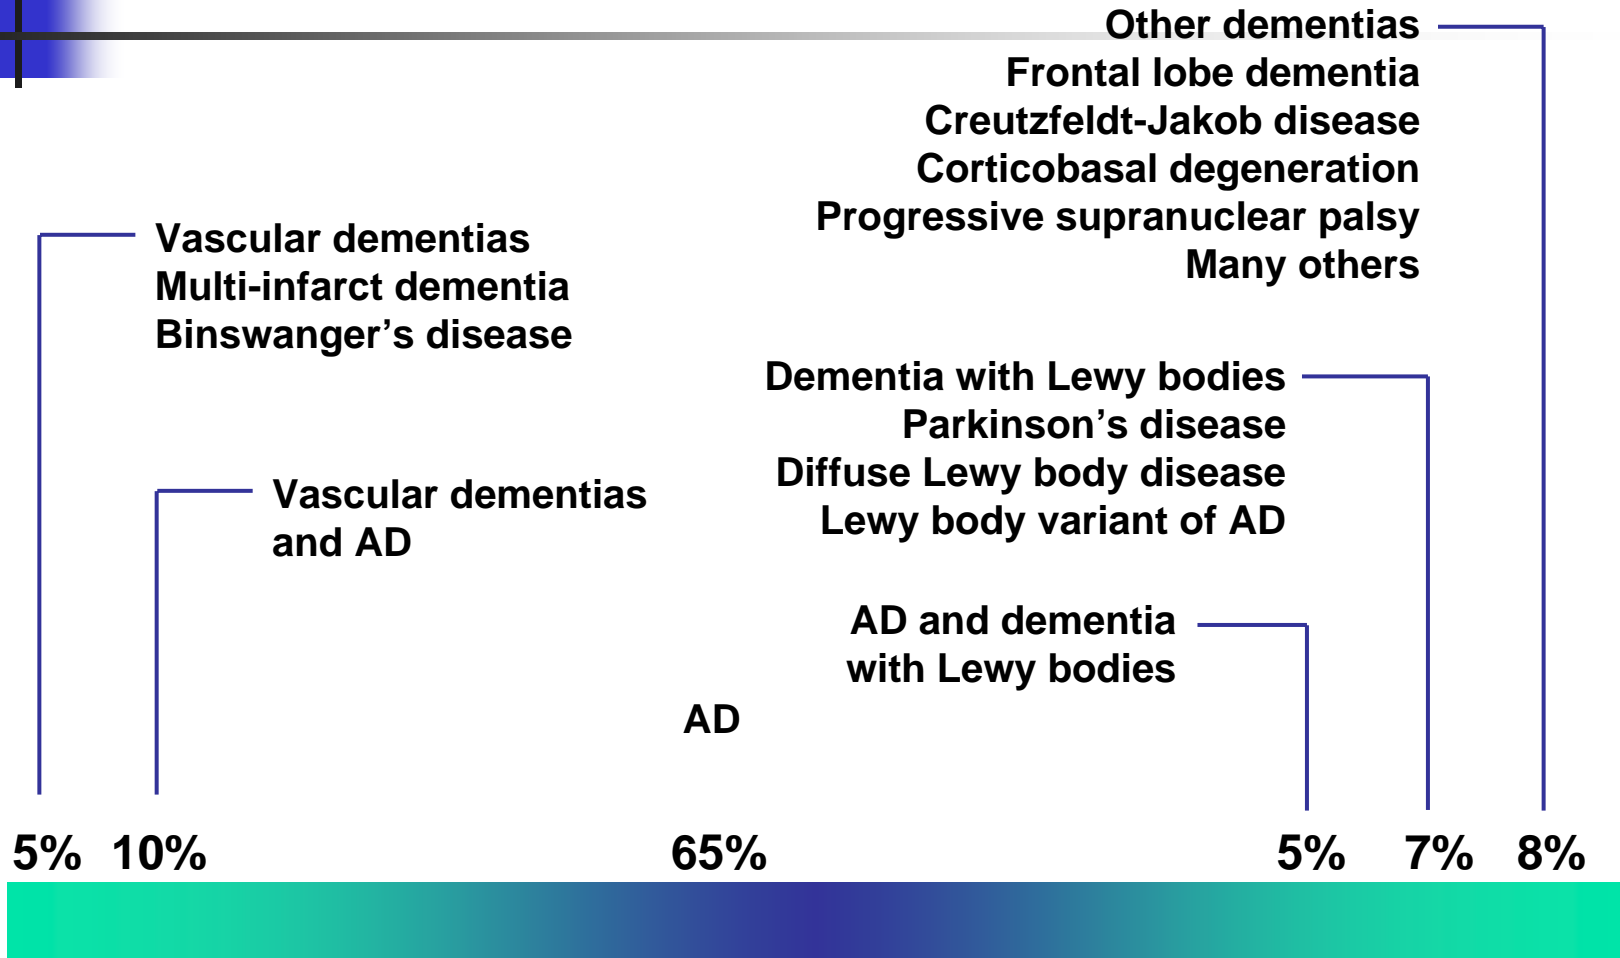 Other dementias
Frontal lobe dementia
Creutzfeldt-Jakob disease
Corticobasal degeneration
Progressive supranuclear palsy
Many others
Vascular dementias
Multi-infarct dementia
Binswanger’s disease
Dementia with Lewy bodies
Parkinson’s disease
Diffuse Lewy body disease
Lewy body variant of AD
Vascular dementias
and AD
AD and dementia
with Lewy bodies
AD
5% 10% 65% 5% 7% 8%